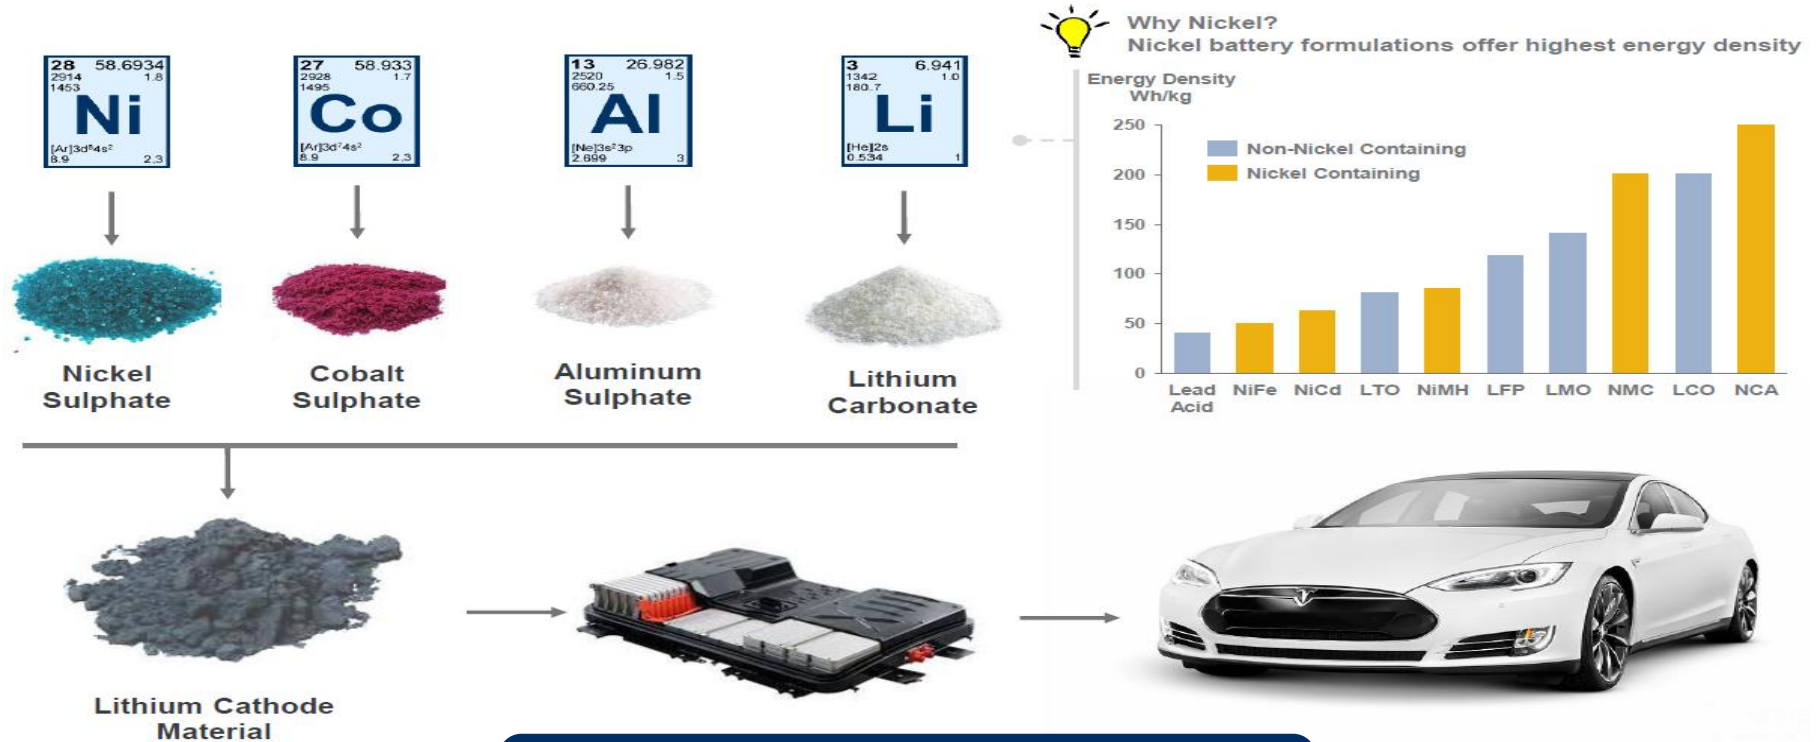 Why Nickel?
Nickel battery formulations offer highest energy density
28 58.6934
2914 1.8
1453
Ni
[Ar]3d⁸4s²
8.9 2,3
27 58.933
2928 1.7
1495
Co
[Ar]3d⁷4s²
8.9 2,3
13 26.982
2520 1.5
660.25
Al
[Ne]3s²3p
2.699 3
3 6.941
1342 1.0
180.7
Li
[He]2s
0.534 1
Nickel
Sulphate
Cobalt
Sulphate
Aluminum
Sulphate
Lithium
Carbonate
Energy Density
Wh/kg
250
200
150
100
50
0
Non-Nickel Containing
Nickel Containing
Lead
Acid
NiFe
NiCd
LTO
NiMH
LFP
LMO
NMC
LCO
NCA
Lithium Cathode
Material